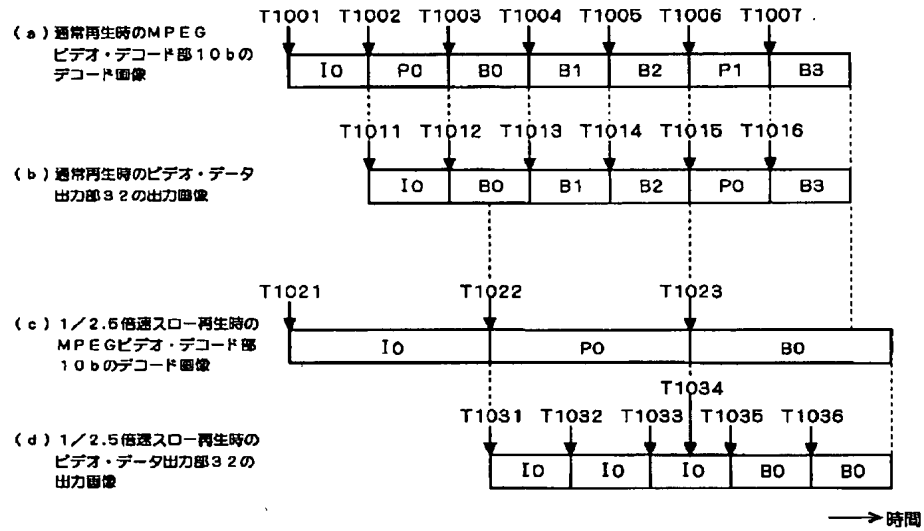 T1001 T1002 T1003 T1004 T1005 T1006 T1007
(a)通常再生時のMPEG
ビデオ・デコード部10bの
デコード画像
I0 P0 B0 B1 B2 P1 B3
T1011 T1012 T1013 T1014 T1015 T1016
(b)通常再生時のビデオ・データ
出力部32の出力画像
I0 B0 B1 B2 P0 B3
T1021 T1022 T1023
(c)1/2.5倍速スロー再生時の
MPEGビデオ・デコード部
10bのデコード画像
I0 P0 B0
T1034
T1031 T1032 T1033 T1035 T1036
(d)1/2.5倍速スロー再生時の
ビデオ・データ出力部32の
出力画像
I0 I0 I0 B0 B0
時間